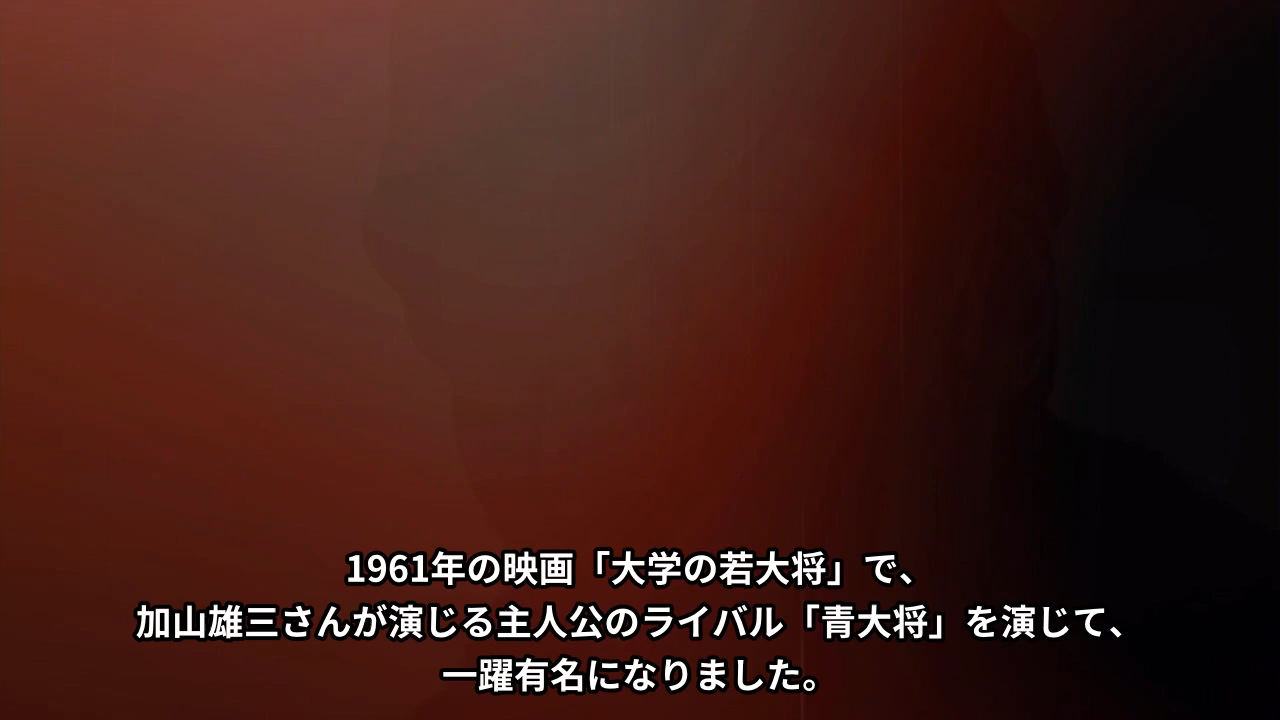 1961年の映画「大学の若大将」で、
加山雄三さんが演じる主人公のライバル「青大将」を演じて、
一躍有名になりました。